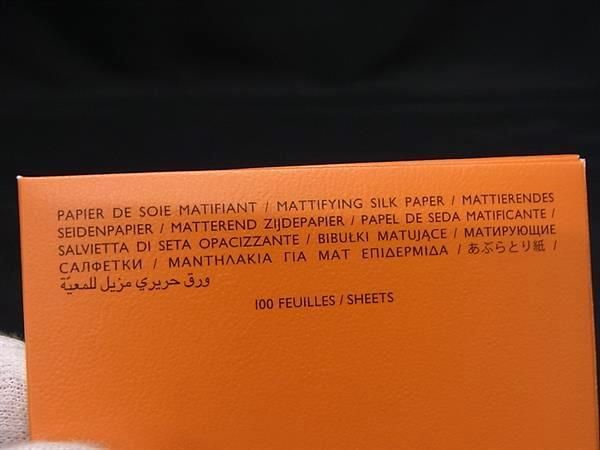 PAPIER DE SOIE MATIFIANT / MATTIFYING SILK PAPER / MATTIERENDES
SEIDENPAPIER / MATTEREND ZIJDEPAPIER / PAPEL DE SEDA MATIFICANTE /
SALVIETTA DI SETA OPACIZZANTE / BIBUŁKI MATUJĄCE / МАТИРУЮЩИЕ
САЛФЕТКИ / ΜΑΝΤΗΛΑΚΙΑ ΓΙΑ ΜΑΤ ΕΠΙΔΕΡΜΙΔΑ / あぶらとり紙 /
ورق حريري مزيل للمعيّة
100 FEUILLES / SHEETS